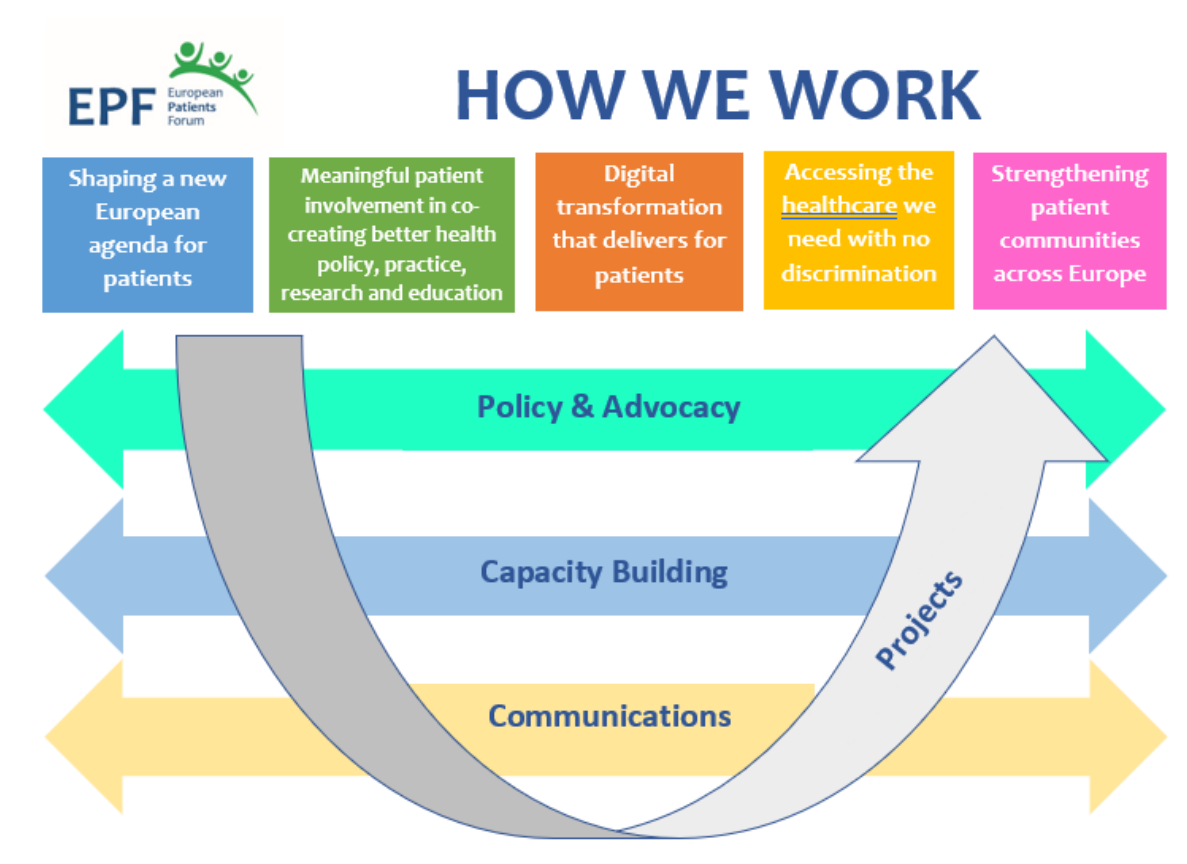 EPF
European
Patients
Forum
HOW WE WORK
Shaping a new
European
agenda for
patients
Meaningful patient
involvement in co-
creating better health
policy, practice,
research and education
Digital
transformation
that delivers for
patients
Accessing the
healthcare we
need with no
discrimination
Strengthening
patient
communities
across Europe
Policy & Advocacy
Capacity Building
Projects
Communications